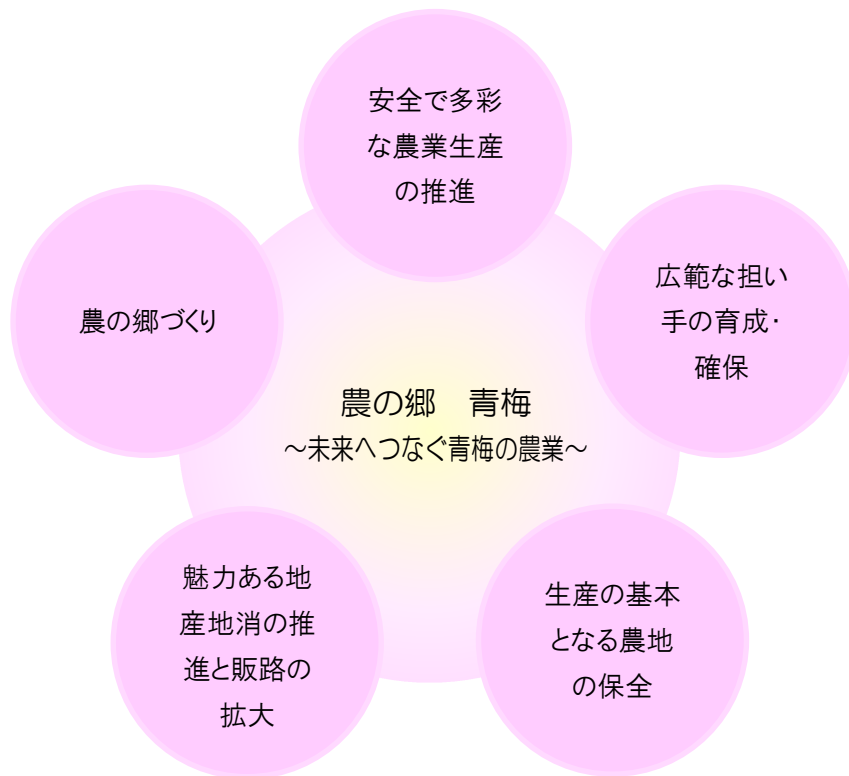 安全で多彩
な農業生産
の推進
広範な担い
手の育成・
確保
生産の基本
となる農地
の保全
魅力ある地
産地消の推
進と販路の
拡大
農の郷づくり
農の郷　青梅
～未来へつなぐ青梅の農業～